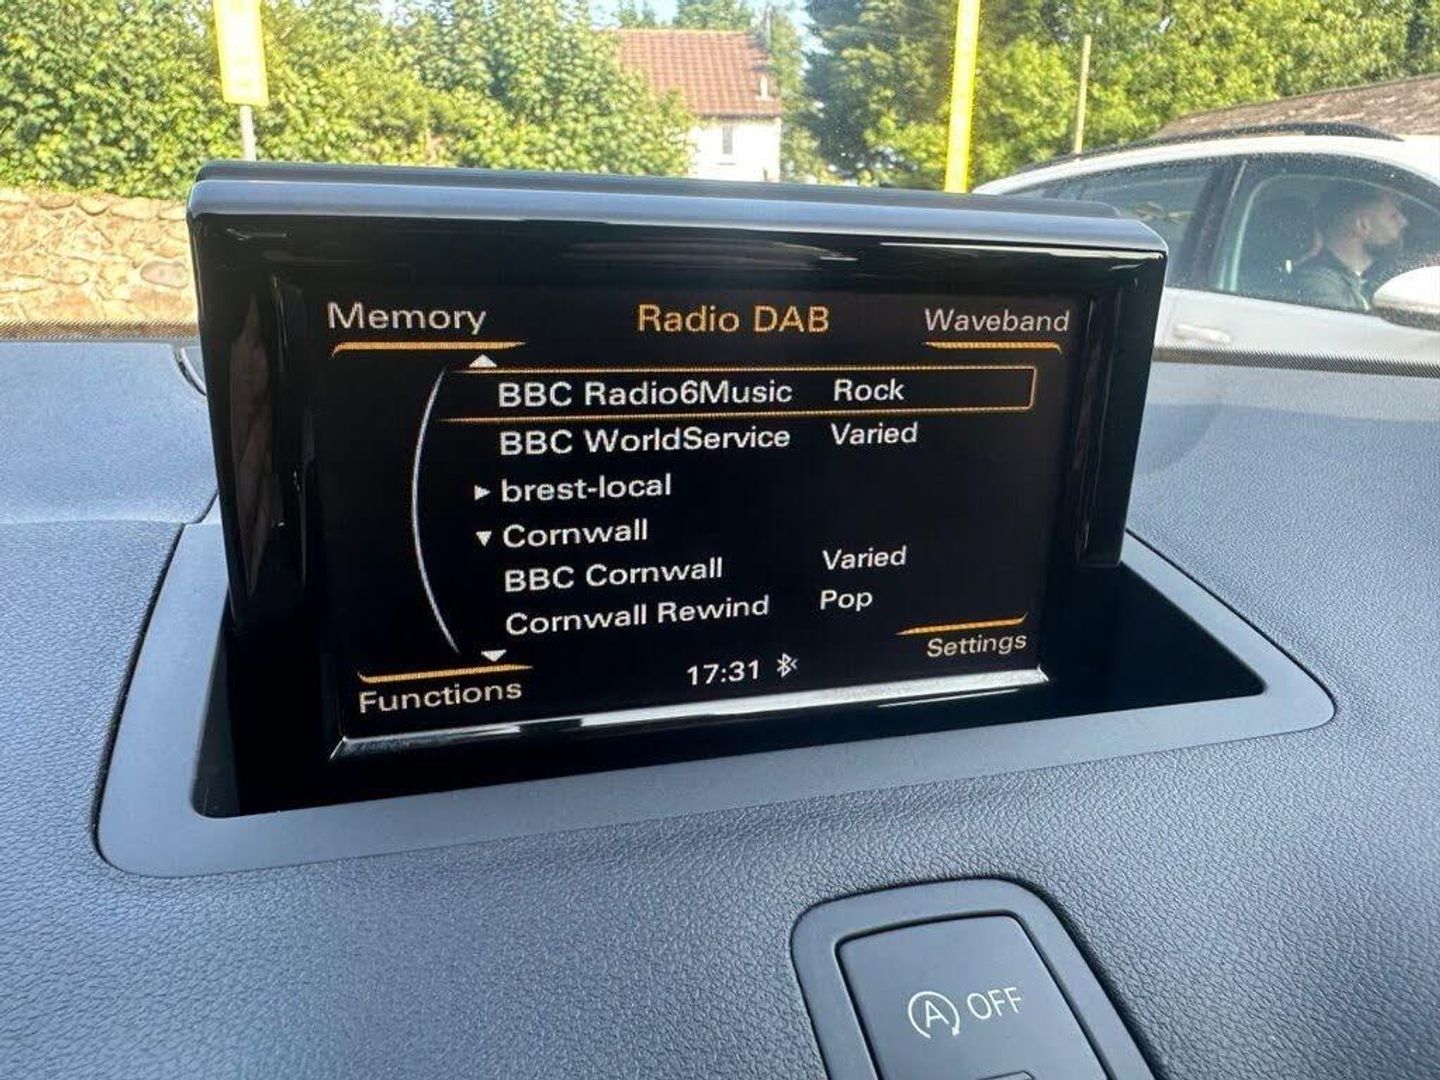 Memory Radio DAB Waveband
BBC Radio6Music Rock
BBC WorldService Varied
brest-local
Cornwall
BBC Cornwall Varied
Cornwall Rewind Pop
Settings
Functions 17:31
A OFF